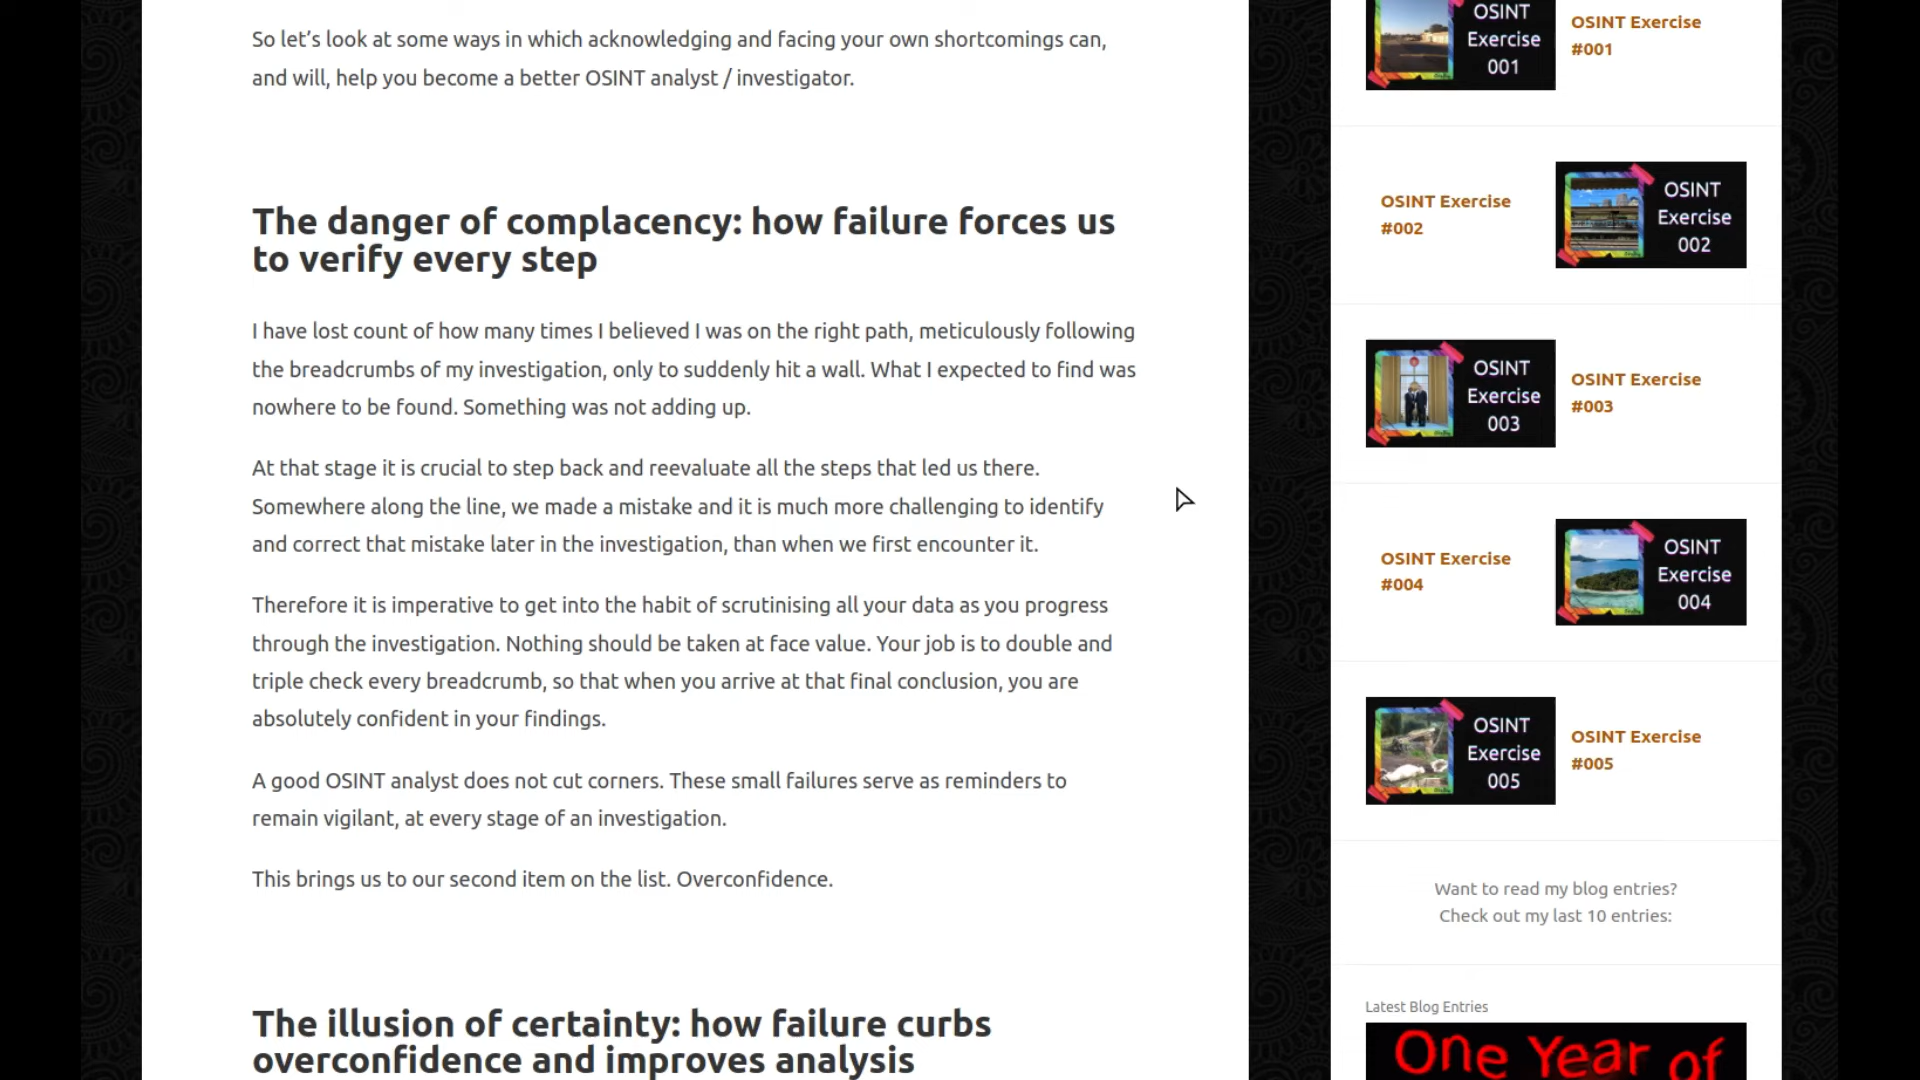 So let’s look at some ways in which acknowledging and facing your own shortcomings can,
and will, help you become a better OSINT analyst / investigator.
The danger of complacency: how failure forces us
to verify every step
I have lost count of how many times I believed I was on the right path, meticulously following
the breadcrumbs of my investigation, only to suddenly hit a wall. What I expected to find was
nowhere to be found. Something was not adding up.
At that stage it is crucial to step back and reevaluate all the steps that led us there.
Somewhere along the line, we made a mistake and it is much more challenging to identify
and correct that mistake later in the investigation, than when we first encounter it.
Therefore it is imperative to get into the habit of scrutinising all your data as you progress
through the investigation. Nothing should be taken at face value. Your job is to double and
triple check every breadcrumb, so that when you arrive at that final conclusion, you are
absolutely confident in your findings.
A good OSINT analyst does not cut corners. These small failures serve as reminders to
remain vigilant, at every stage of an investigation.
This brings us to our second item on the list. Overconfidence.
The illusion of certainty: how failure curbs
overconfidence and improves analysis
OSINT
Exercise
001
OSINT Exercise
#001
OSINT Exercise
#002
OSINT
Exercise
002
OSINT
Exercise
003
OSINT Exercise
#003
OSINT Exercise
#004
OSINT
Exercise
004
OSINT
Exercise
005
OSINT Exercise
#005
Want to read my blog entries?
Check out my last 10 entries:
Latest Blog Entries
One Year of